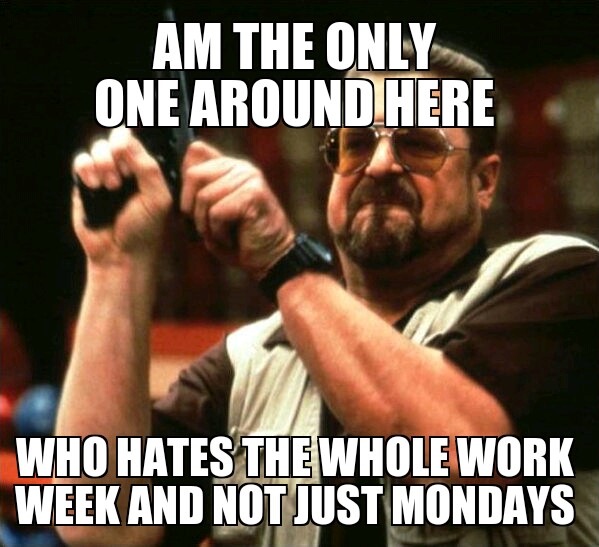 AM THE ONLY
ONE AROUND HERE
WHO HATES THE WHOLE WORK
WEEK AND NOT JUST MONDAYS